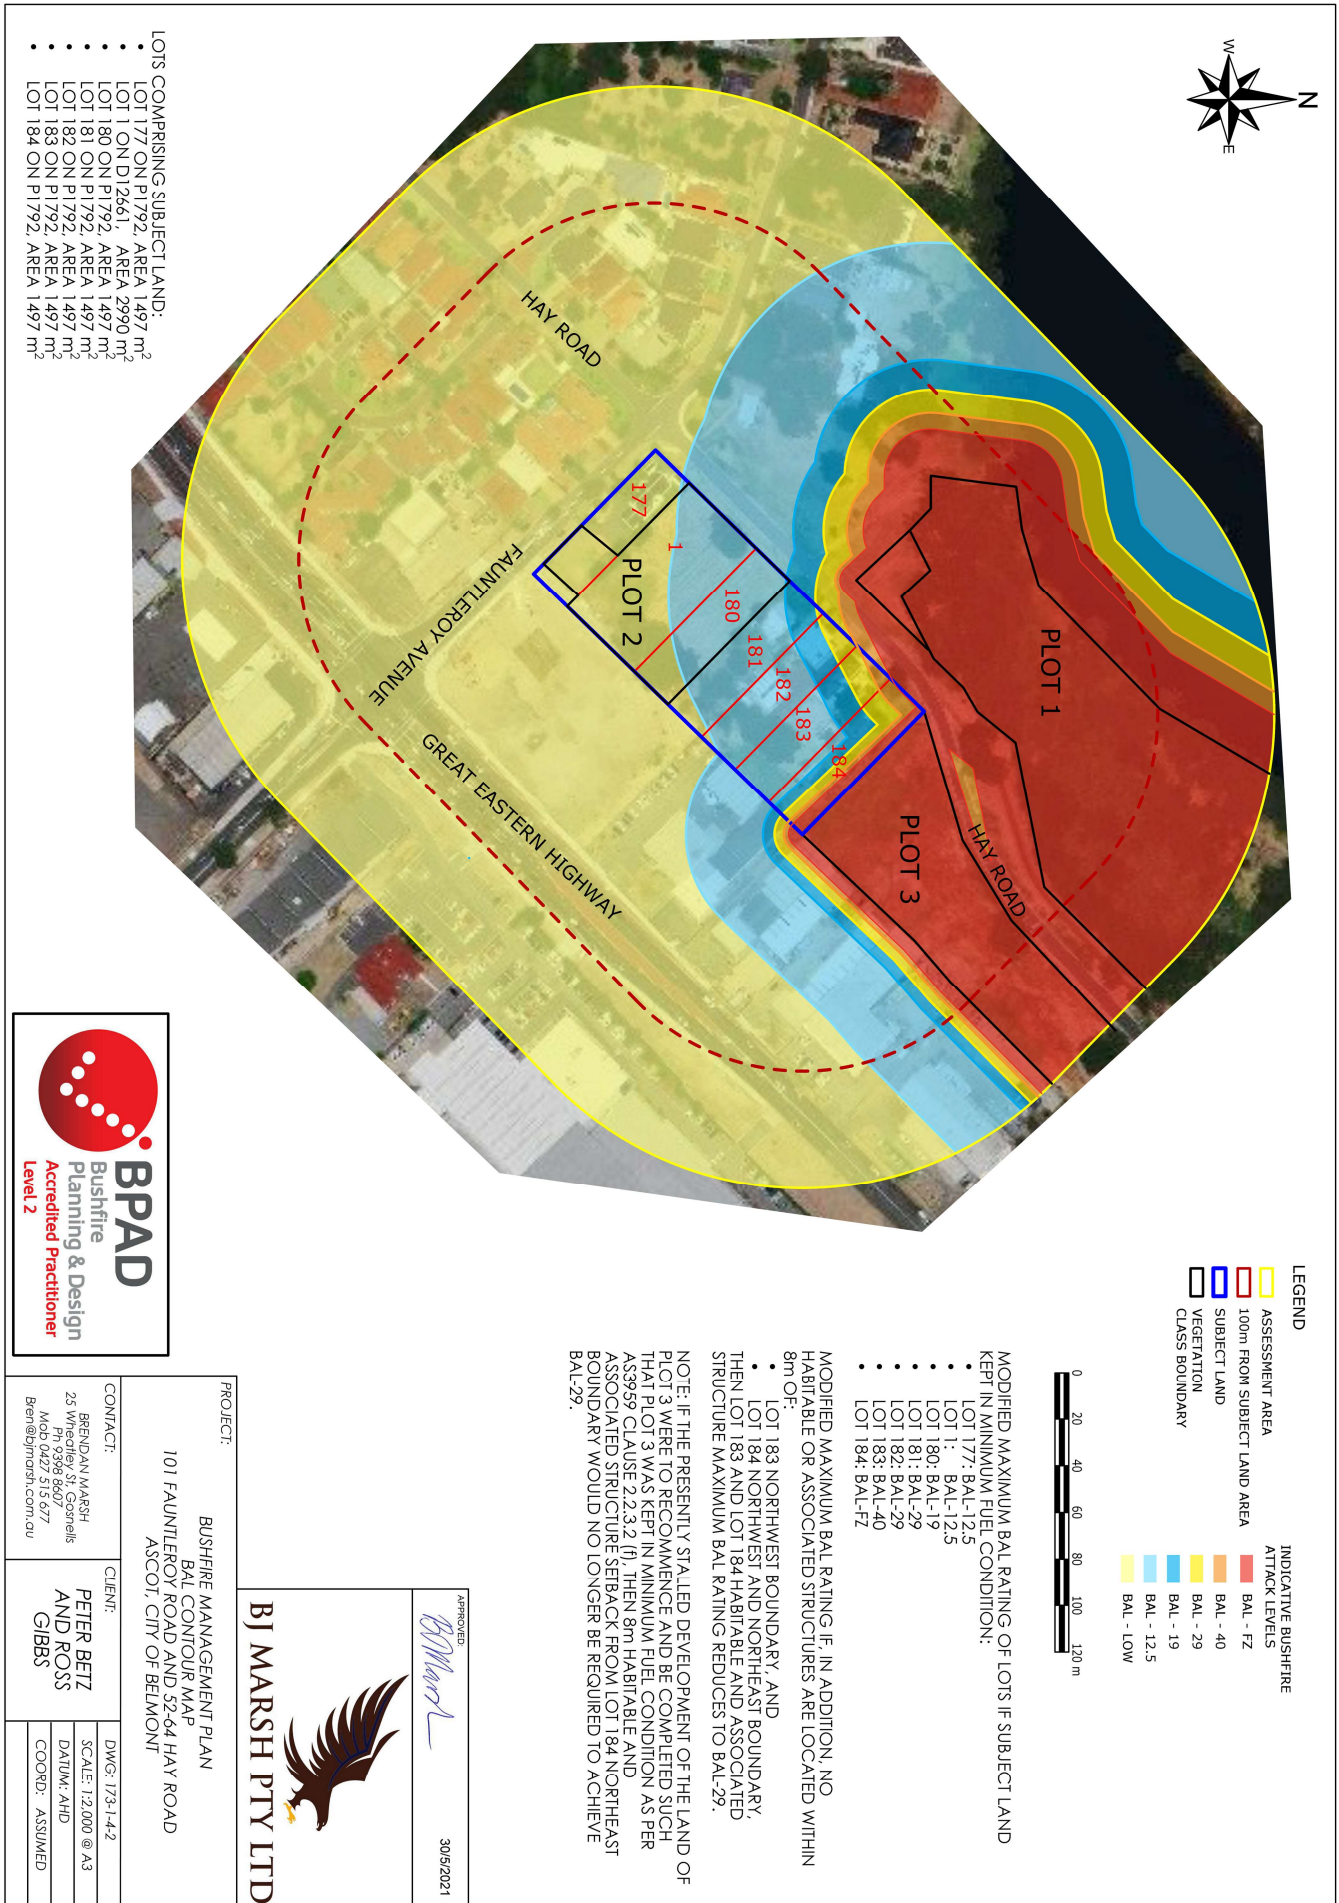 N
W
E
LOTS COMPRISING SUBJECT LAND:
• LOT 177 ON P1792, AREA 1497 m²
• LOT 1 ON D12661, AREA 2990 m²
• LOT 180 ON P1792, AREA 1497 m²
• LOT 181 ON P1792, AREA 1497 m²
• LOT 182 ON P1792, AREA 1497 m²
• LOT 183 ON P1792, AREA 1497 m²
• LOT 184 ON P1792, AREA 1497 m²
PLOT 1
HAY ROAD
PLOT 3
HAY ROAD
184
183
182
181
180
1
177
PLOT 2
FAUNTLEROY AVENUE
GREAT EASTERN HIGHWAY
LEGEND
ASSESSMENT AREA
100m FROM SUBJECT LAND AREA
SUBJECT LAND
VEGETATION
CLASS BOUNDARY
INDICATIVE BUSHFIRE
ATTACK LEVELS
BAL - FZ
BAL - 40
BAL - 29
BAL - 19
BAL - 12.5
BAL - LOW
0 20 40 60 80 100 120 m
MODIFIED MAXIMUM BAL RATING OF LOTS IF SUBJECT LAND
KEPT IN MINIMUM FUEL CONDITION:
• LOT 177: BAL-12.5
• LOT 1: BAL-12.5
• LOT 180: BAL-19
• LOT 181: BAL-29
• LOT 182: BAL-29
• LOT 183: BAL-40
• LOT 184: BAL-FZ
MODIFIED MAXIMUM BAL RATING IF, IN ADDITION, NO
HABITABLE OR ASSOCIATED STRUCTURES ARE LOCATED WITHIN
8m OF:
• LOT 183 NORTHWEST BOUNDARY, AND
• LOT 184 NORTHWEST AND NORTHEAST BOUNDARY,
THEN LOT 183 AND LOT 184 HABITABLE AND ASSOCIATED
STRUCTURE MAXIMUM BAL RATING REDUCES TO BAL-29.
NOTE: IF THE PRESENTLY STALLED DEVELOPMENT OF THE LAND OF
PLOT 3 WERE TO RECOMMENCE AND BE COMPLETED SUCH
THAT PLOT 3 WAS KEPT IN MINIMUM FUEL CONDITION AS PER
AS3959 CLAUSE 2.2.3.2 (f), THEN 8m HABITABLE AND
ASSOCIATED STRUCTURE SETBACK FROM LOT 184 NORTHEAST
BOUNDARY WOULD NO LONGER BE REQUIRED TO ACHIEVE
BAL-29.
BPAD
Bushfire
Planning & Design
Accredited Practitioner
Level 2
APPROVED:
BJMarsh
30/5/2021
BJ MARSH PTY LTD
PROJECT:
BUSHFIRE MANAGEMENT PLAN
BAL CONTOUR MAP
101 FAUNTLEROY ROAD AND 52-64 HAY ROAD
ASCOT, CITY OF BELMONT
CONTACT:
BRENDAN MARSH
25 Wheatley St, Gosnells
Ph 9398 8607
Mob 0427 515 677
Bren@bjmarsh.com.au
CLIENT:
PETER BETZ
AND ROSS
GIBBS
DWG: 173-1-4-2
SCALE: 1:2,000 @ A3
DATUM: AHD
COORD: ASSUMED